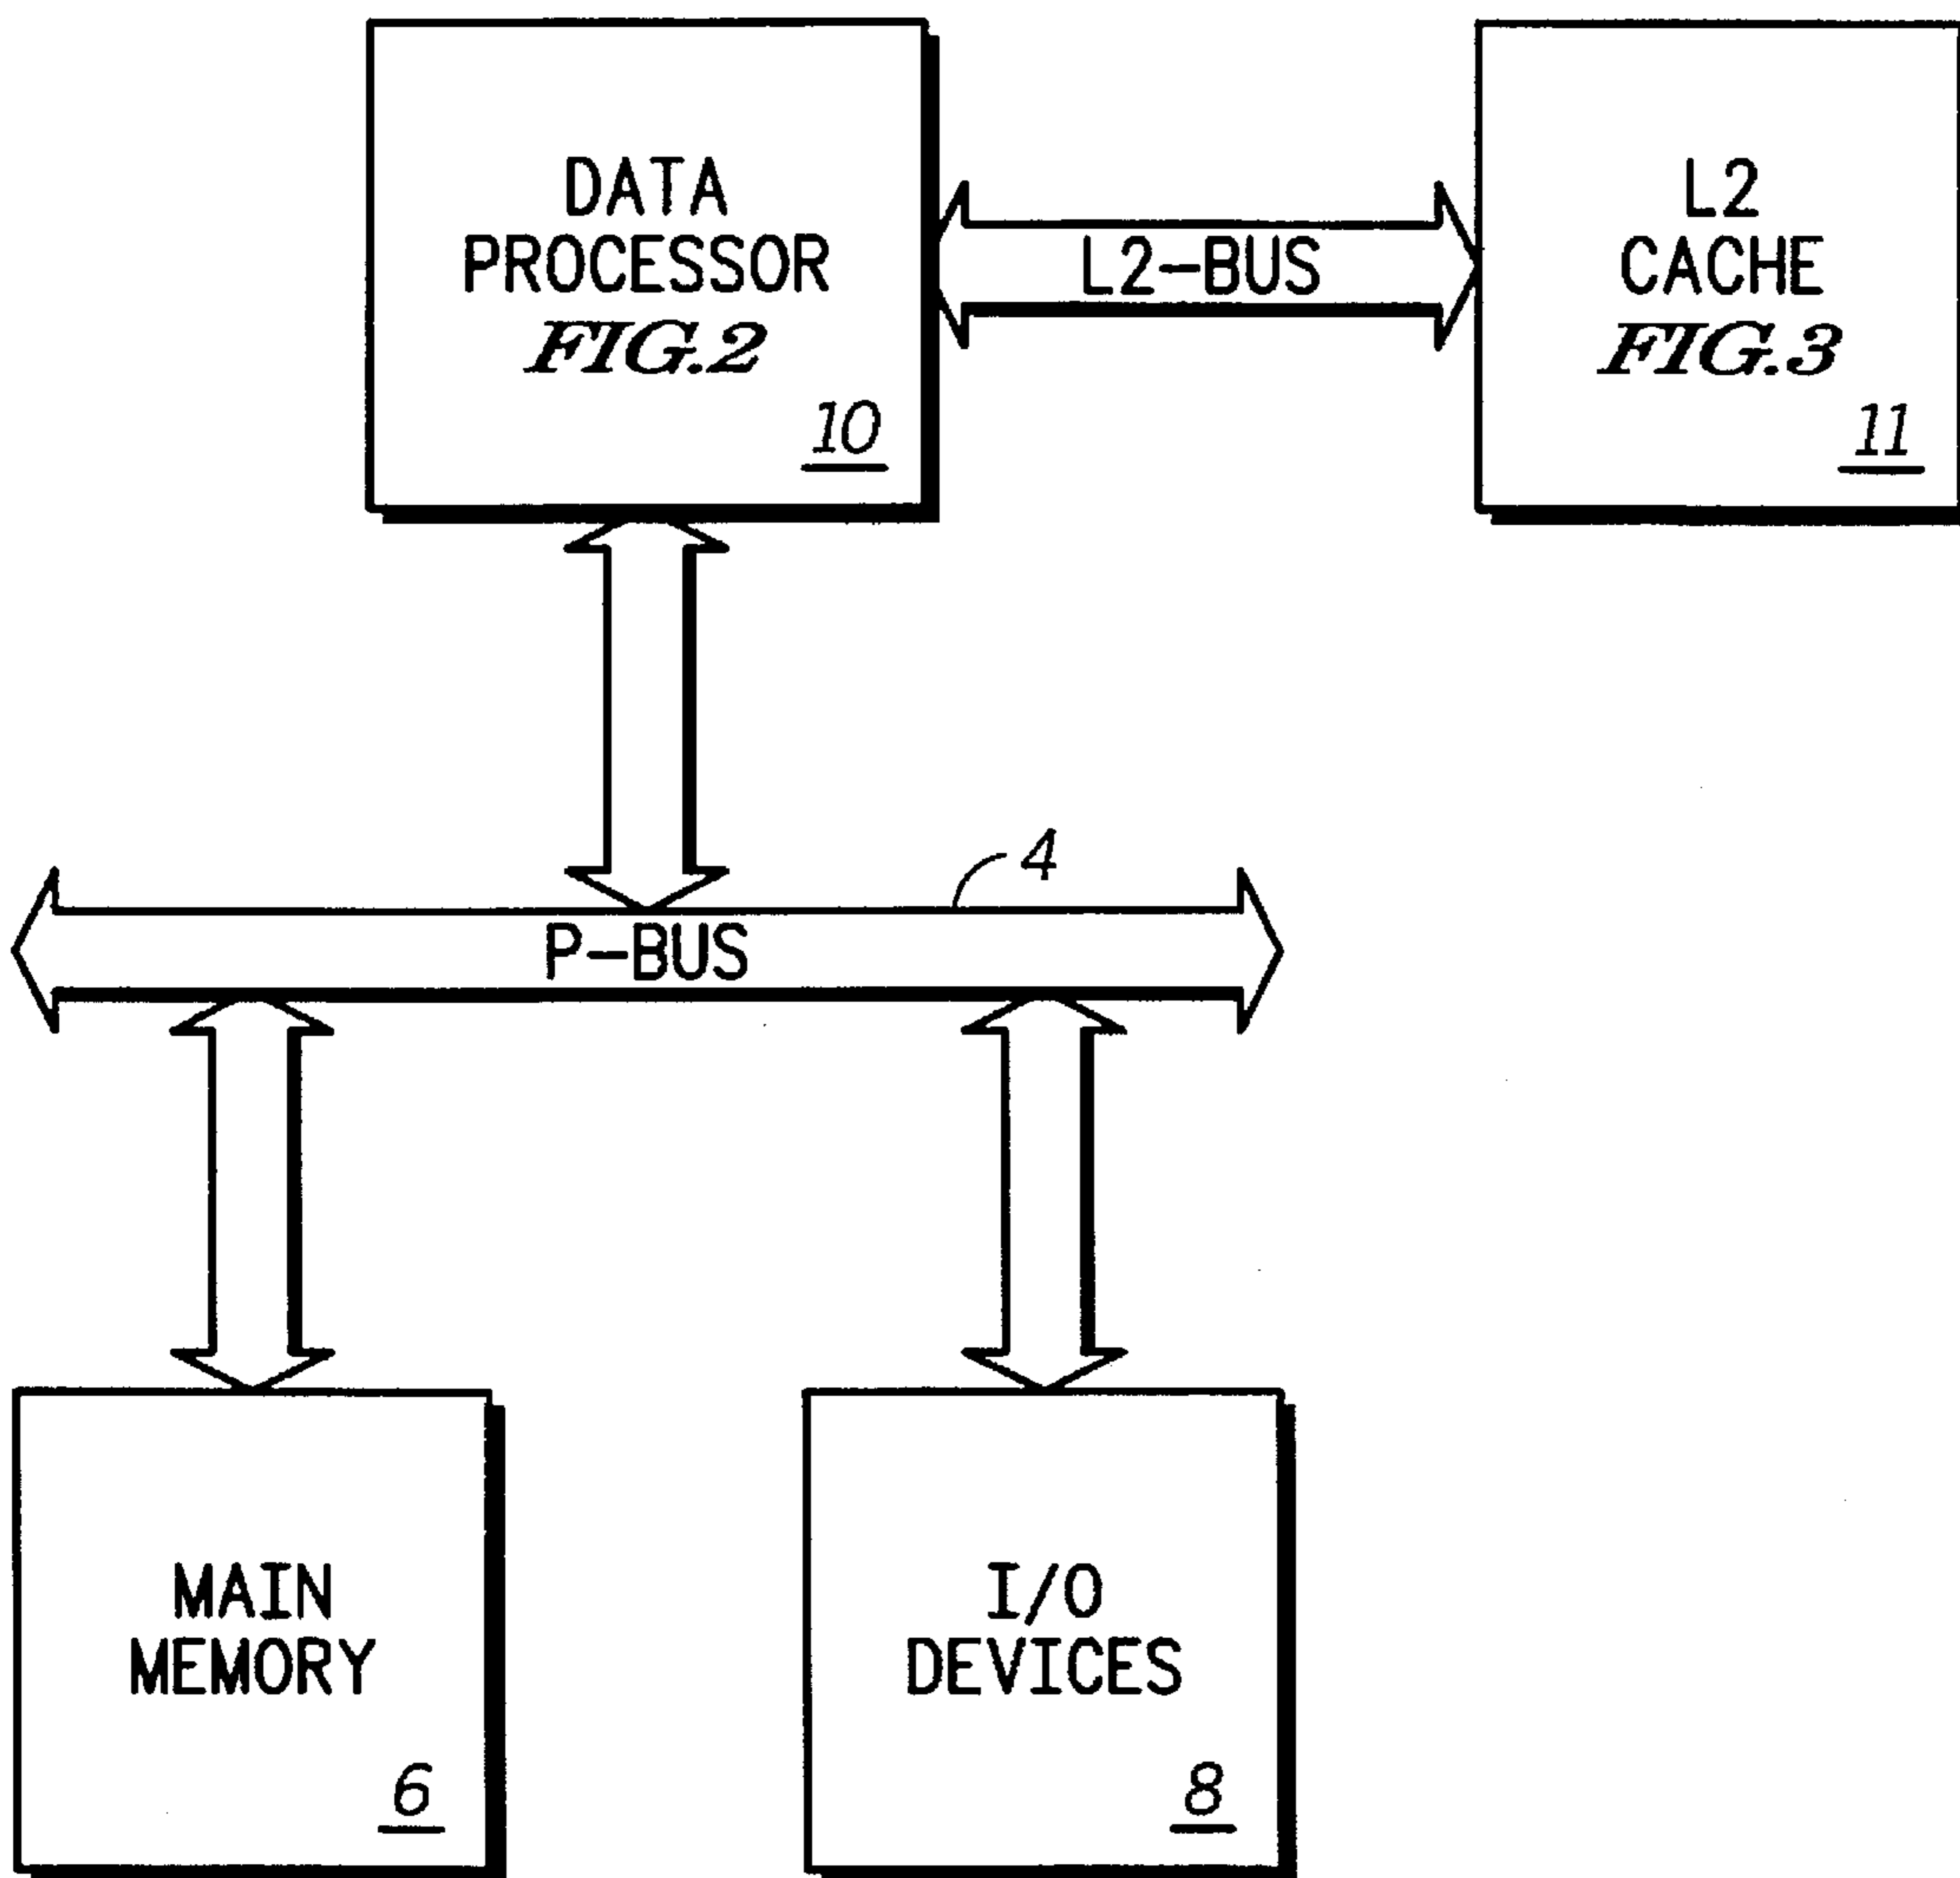 DATA
PROCESSOR
FIG.2
10
L2-BUS
L2
CACHE
FIG.3
11
4
P-BUS
MAIN
MEMORY
6
I/O
DEVICES
8